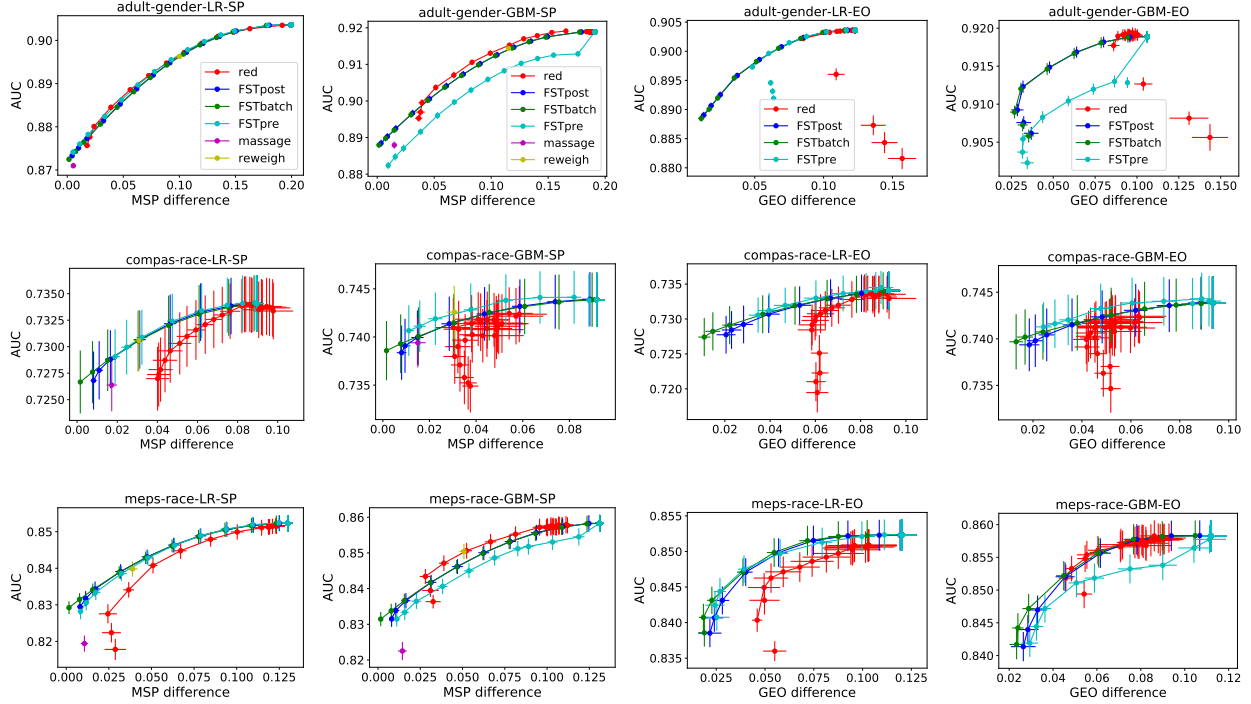 adult-gender-LR-SP
AUC
0.90
0.89
0.88
0.87
red
FSTpost
FSTbatch
FSTpre
massage
reweigh
0.00
0.05
0.10
0.15
0.20
MSP difference
adult-gender-GBM-SP
AUC
0.92
0.91
0.90
0.89
0.88
red
FSTpost
FSTbatch
FSTpre
massage
reweigh
0.00
0.05
0.10
0.15
0.20
MSP difference
adult-gender-LR-EO
AUC
0.905
0.900
0.895
0.890
0.885
0.880
red
FSTpost
FSTbatch
FSTpre
0.05
0.10
0.15
GEO difference
adult-gender-GBM-EO
AUC
0.920
0.915
0.910
0.905
red
FSTpost
FSTbatch
FSTpre
0.025
0.050
0.075
0.100
0.125
0.150
GEO difference
compas-race-LR-SP
AUC
0.7350
0.7325
0.7300
0.7275
0.7250
0.00
0.02
0.04
0.06
0.08
0.10
MSP difference
compas-race-GBM-SP
AUC
0.745
0.740
0.735
0.00
0.02
0.04
0.06
0.08
MSP difference
compas-race-LR-EO
AUC
0.735
0.730
0.725
0.720
0.02
0.04
0.06
0.08
0.10
GEO difference
compas-race-GBM-EO
AUC
0.745
0.740
0.735
0.02
0.04
0.06
0.08
0.10
GEO difference
meps-race-LR-SP
AUC
0.85
0.84
0.83
0.82
0.000
0.025
0.050
0.075
0.100
0.125
MSP difference
meps-race-GBM-SP
AUC
0.86
0.85
0.84
0.83
0.82
0.000
0.025
0.050
0.075
0.100
0.125
MSP difference
meps-race-LR-EO
AUC
0.855
0.850
0.845
0.840
0.835
0.025
0.050
0.075
0.100
0.125
GEO difference
meps-race-GBM-EO
AUC
0.860
0.855
0.850
0.845
0.840
0.02
0.04
0.06
0.08
0.10
0.12
GEO difference